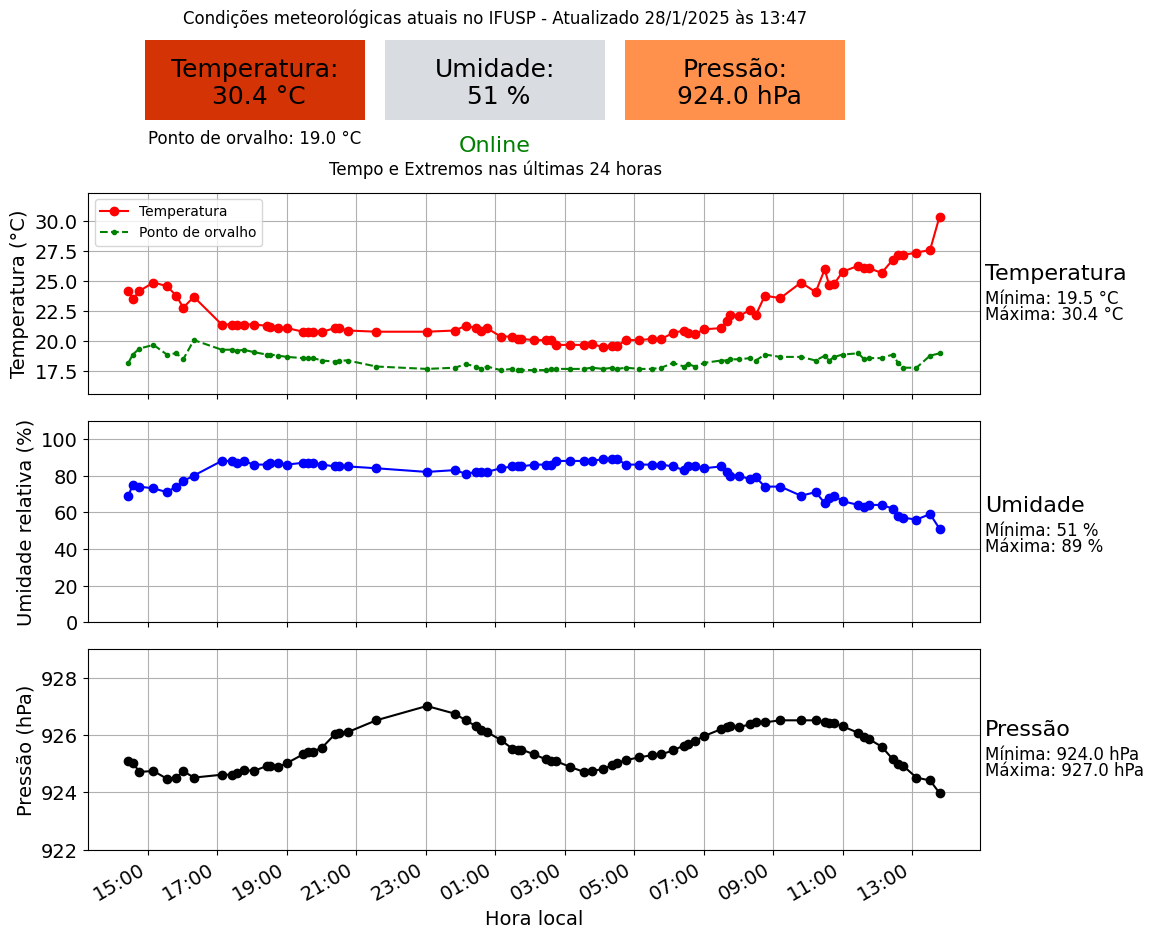 Condições meteorológicas atuais no IFUSP - Atualizado 28/1/2025 às 13:47
Temperatura:
30.4 °C
Umidade:
51 %
Pressão:
924.0 hPa
Ponto de orvalho: 19.0 °C
Online
Tempo e Extremos nas últimas 24 horas
Temperatura (°C)
30.0
27.5
25.0
22.5
20.0
17.5
Temperatura
Ponto de orvalho
Temperatura
Mínima: 19.5 °C
Máxima: 30.4 °C
Umidade relativa (%)
100
80
60
40
20
0
Umidade
Mínima: 51 %
Máxima: 89 %
Pressão (hPa)
928
926
924
922
Pressão
Mínima: 924.0 hPa
Máxima: 927.0 hPa
15:00 17:00 19:00 21:00 23:00 01:00 03:00 05:00 07:00 09:00 11:00 13:00
Hora local